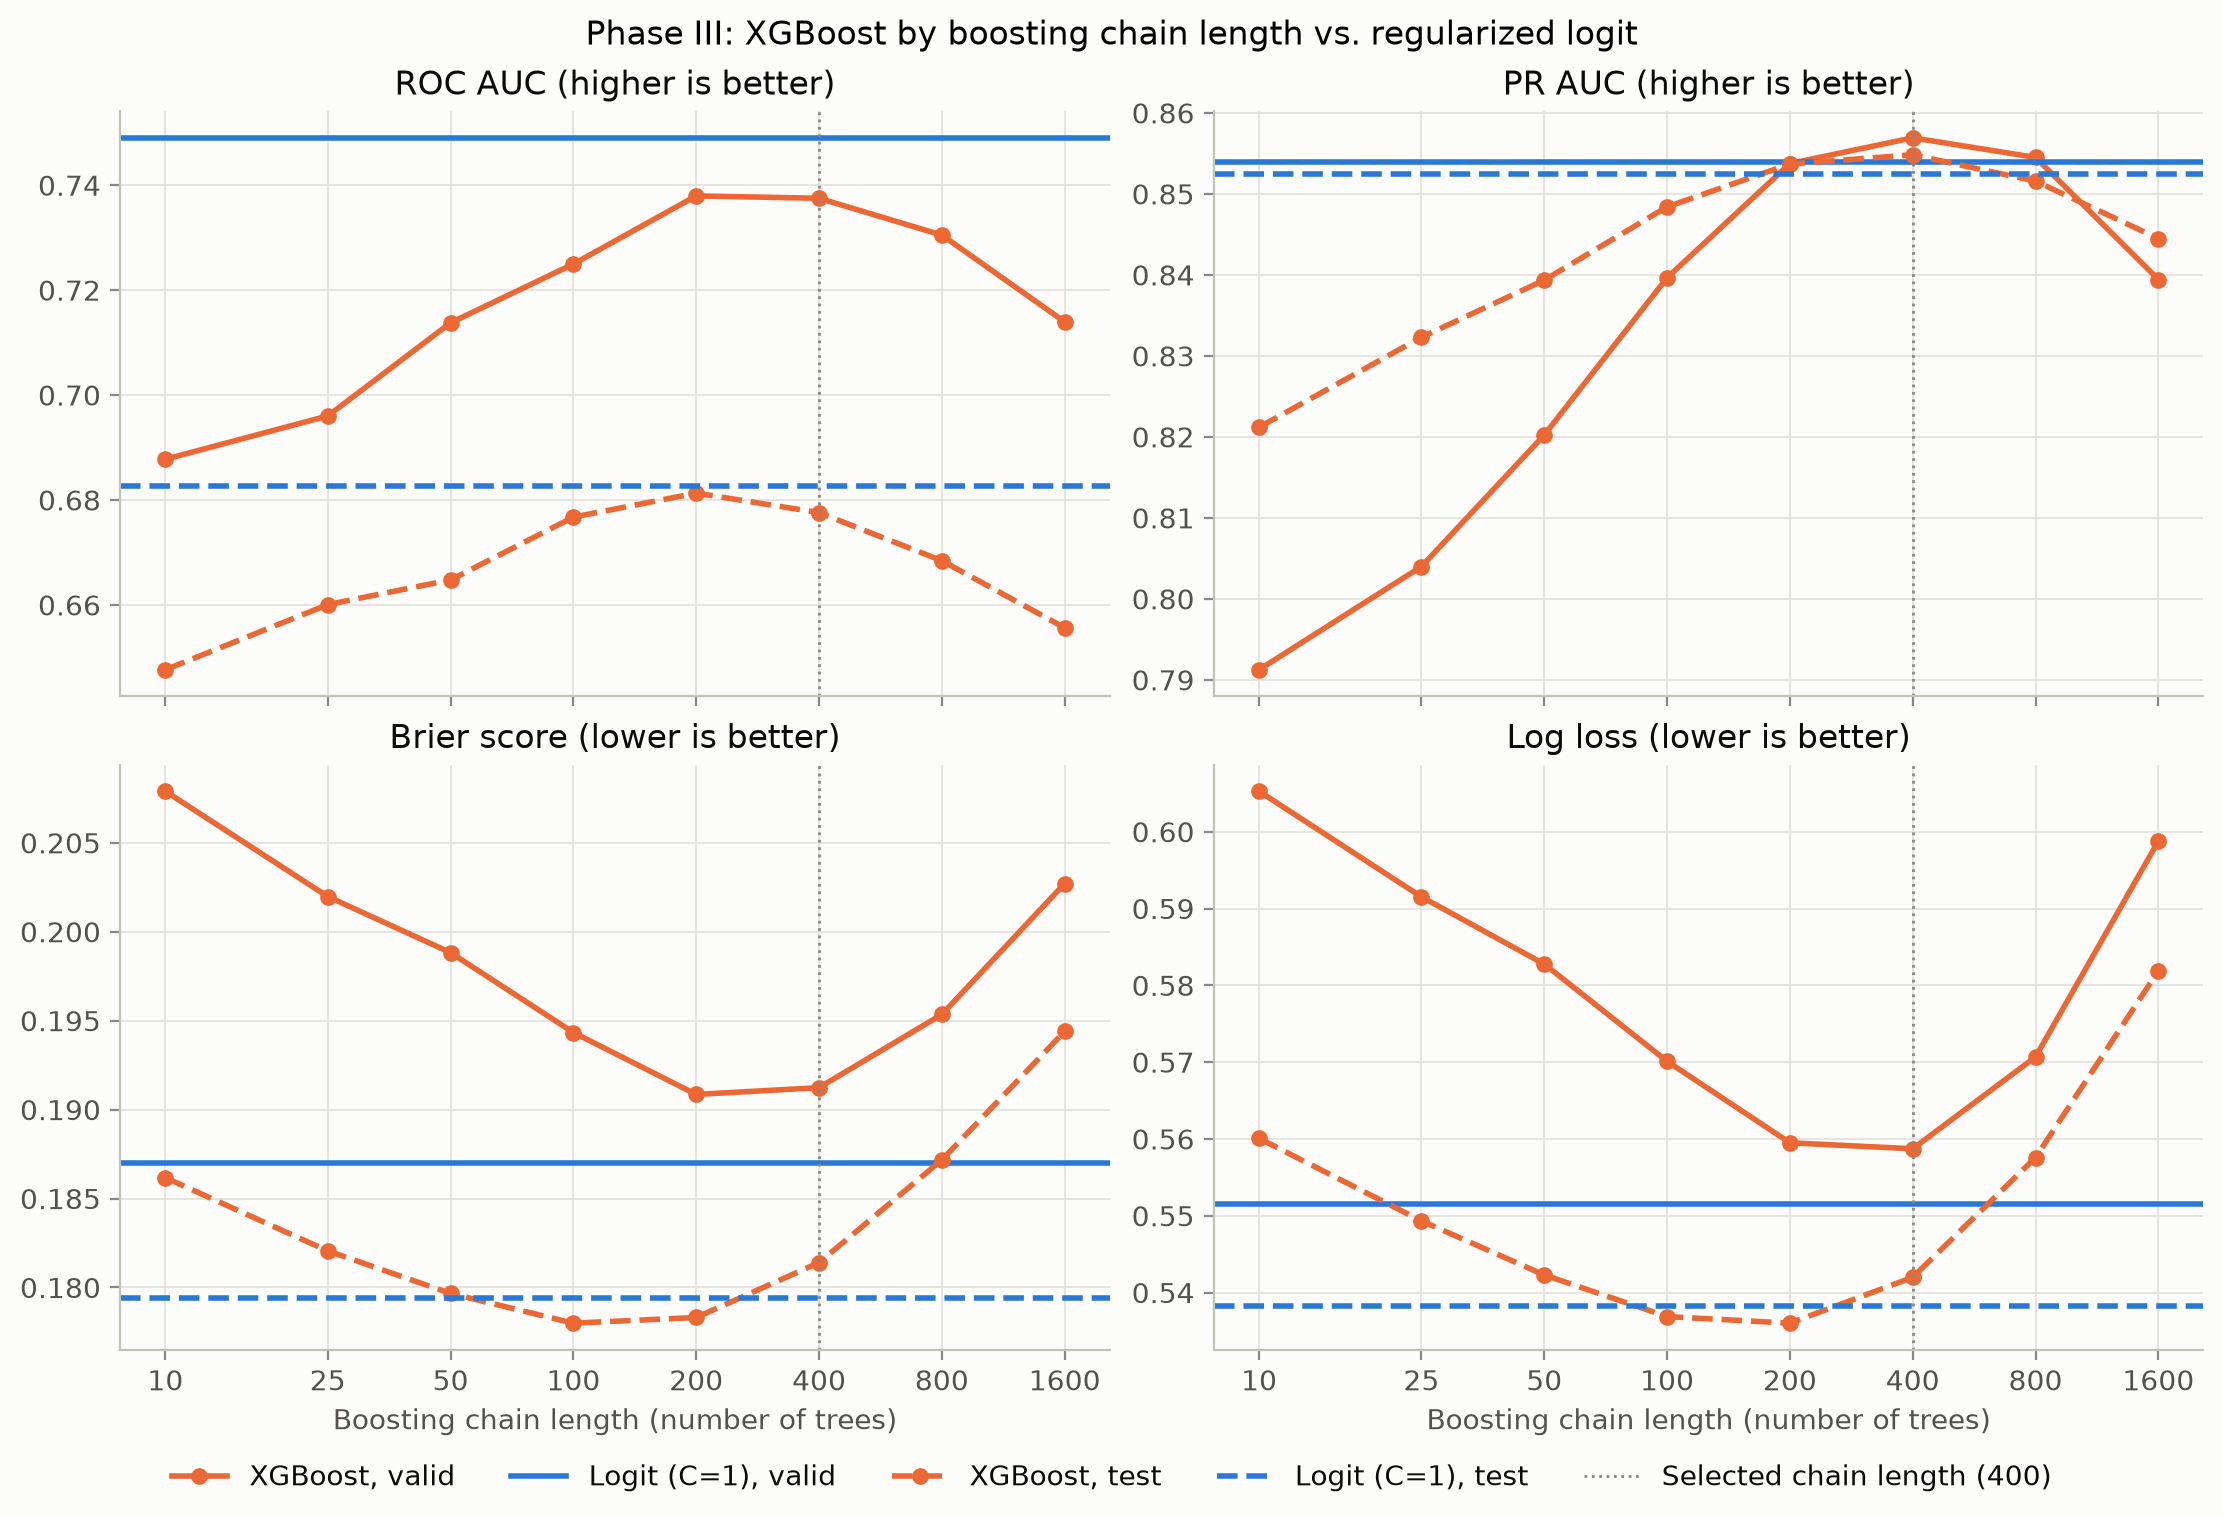 Phase III: XGBoost by boosting chain length vs. regularized logit
ROC AUC (higher is better)
0.74
0.72
0.70
0.68
0.66
PR AUC (higher is better)
0.86
0.85
0.84
0.83
0.82
0.81
0.80
0.79
Brier score (lower is better)
0.205
0.200
0.195
0.190
0.185
0.180
10 25 50 100 200 400 800 1600
Boosting chain length (number of trees)
Log loss (lower is better)
0.60
0.59
0.58
0.57
0.56
0.55
0.54
10 25 50 100 200 400 800 1600
Boosting chain length (number of trees)
XGBoost, valid Logit (C=1), valid XGBoost, test Logit (C=1), test Selected chain length (400)